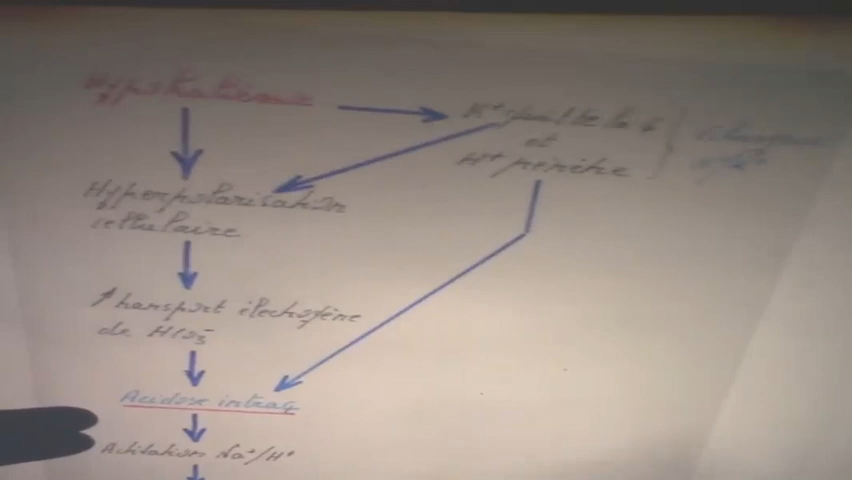 Hypokaliémie
K+ quitte la C
et
H+ pénètre
Hyperpolarisation
cellulaire
↑ transport électrogène
de HCO3-
Acidose intraC
Activation Na+/H+